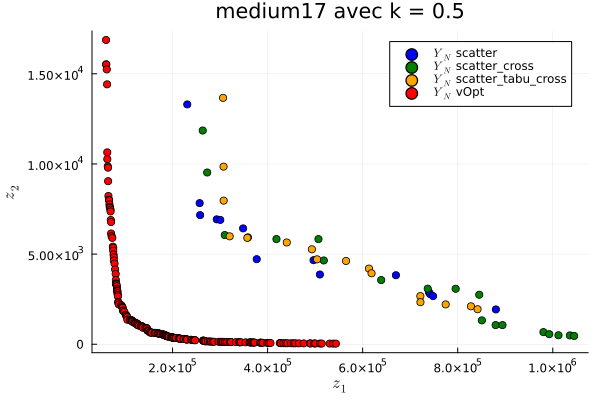 medium17 avec k = 0.5
Y_N scatter
Y_N scatter_cross
Y_N scatter_tabu_cross
Y_N vOpt
1.50×10⁴
1.00×10⁴
5.00×10³
0
z₂
2.0×10⁵
4.0×10⁵
6.0×10⁵
8.0×10⁵
1.0×10⁶
z₁